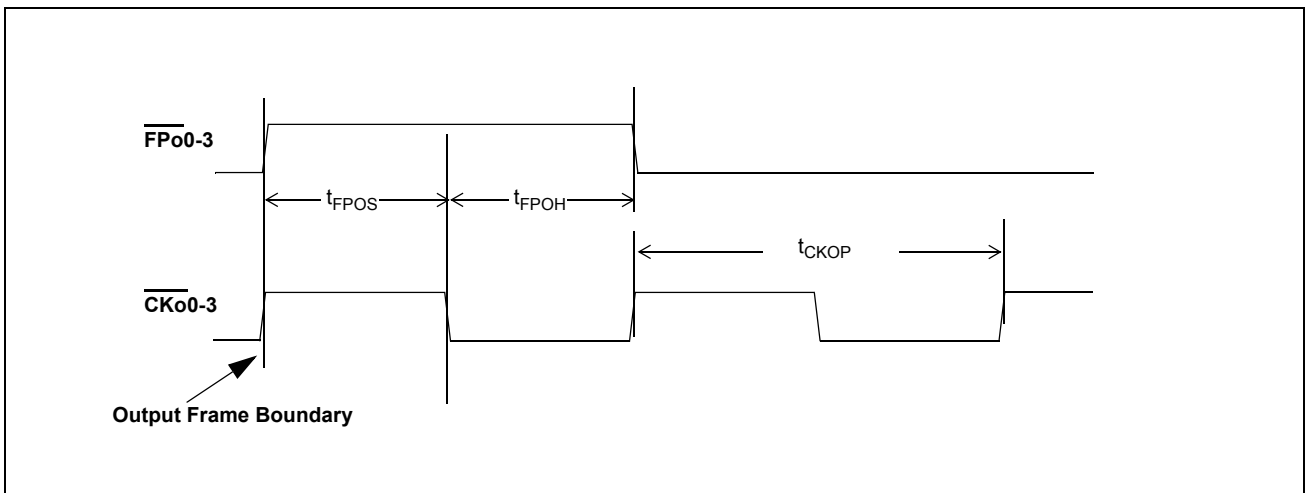 FPo0-3
tFPOS
tFPOH
tCKOP
CKo0-3
Output Frame Boundary